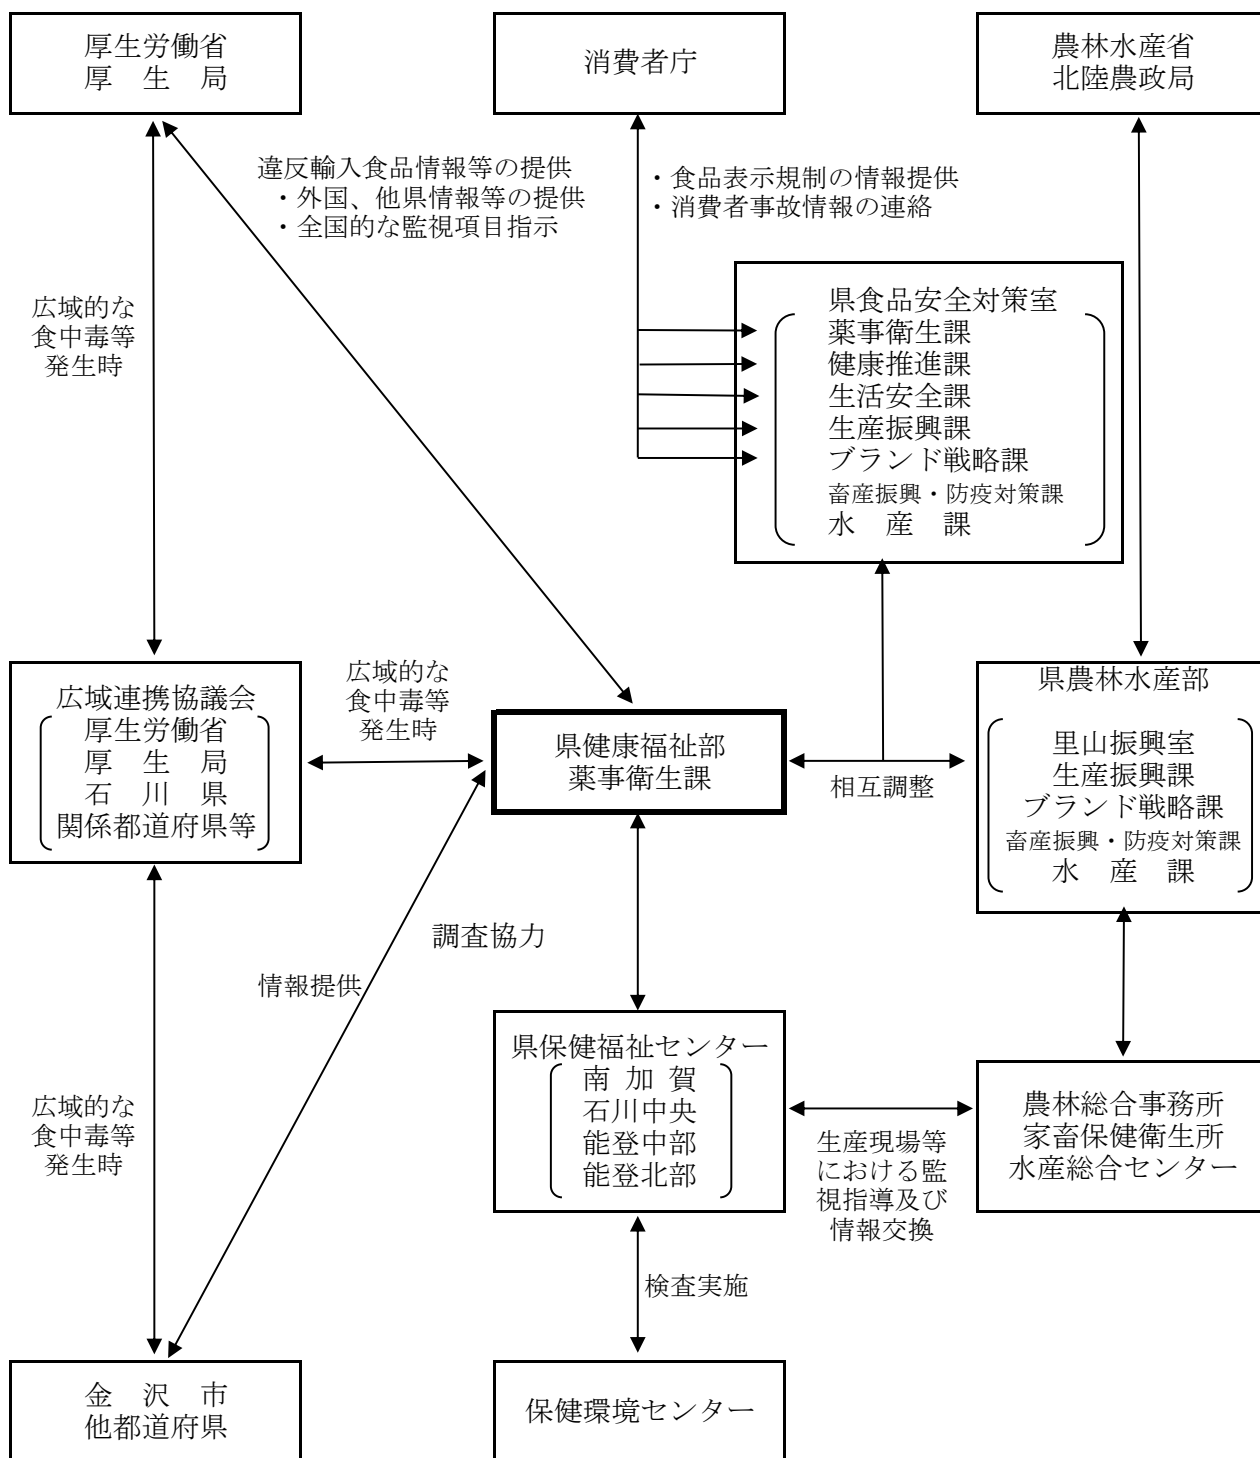 厚生労働省
厚　生　局
消費者庁
農林水産省
北陸農政局
違反輸入食品情報等の提供
・外国、他県情報等の提供
・全国的な監視項目指示
・食品表示規制の情報提供
・消費者事故情報の連絡
広域的な
食中毒等
発生時
県食品安全対策室
薬事衛生課
健康推進課
生活安全課
生産振興課
ブランド戦略課
畜産振興・防疫対策課
水　産　課
広域連携協議会
厚生労働省
厚　生　局
石　川　県
関係都道府県等
広域的な
食中毒等
発生時
県健康福祉部
薬事衛生課
相互調整
県農林水産部
里山振興室
生産振興課
ブランド戦略課
畜産振興・防疫対策課
水　産　課
調査協力
情報提供
広域的な
食中毒等
発生時
県保健福祉センター
南 加 賀
石川中央
能登中部
能登北部
生産現場等
における監
視指導及び
情報交換
農林総合事務所
家畜保健衛生所
水産総合センター
検査実施
金　沢　市
他都道府県
保健環境センター